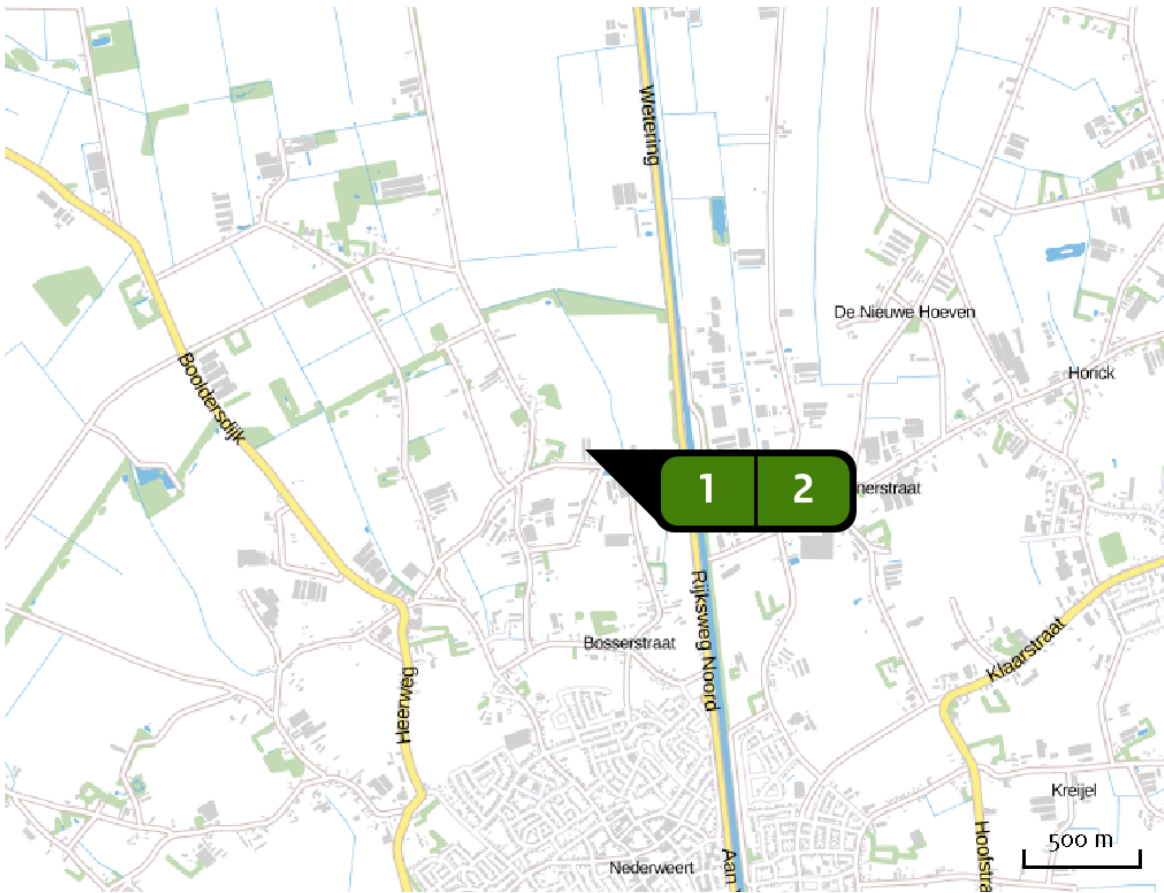 Wetering
De Nieuwe Hoeven
Horick
Booldersdijk
1 2
nerstraat
Rijksweg Noord
Bosserstraat
Klaarstraat
Heerweg
Kreijel
500 m
Hoofstra
Aan
Nederweert